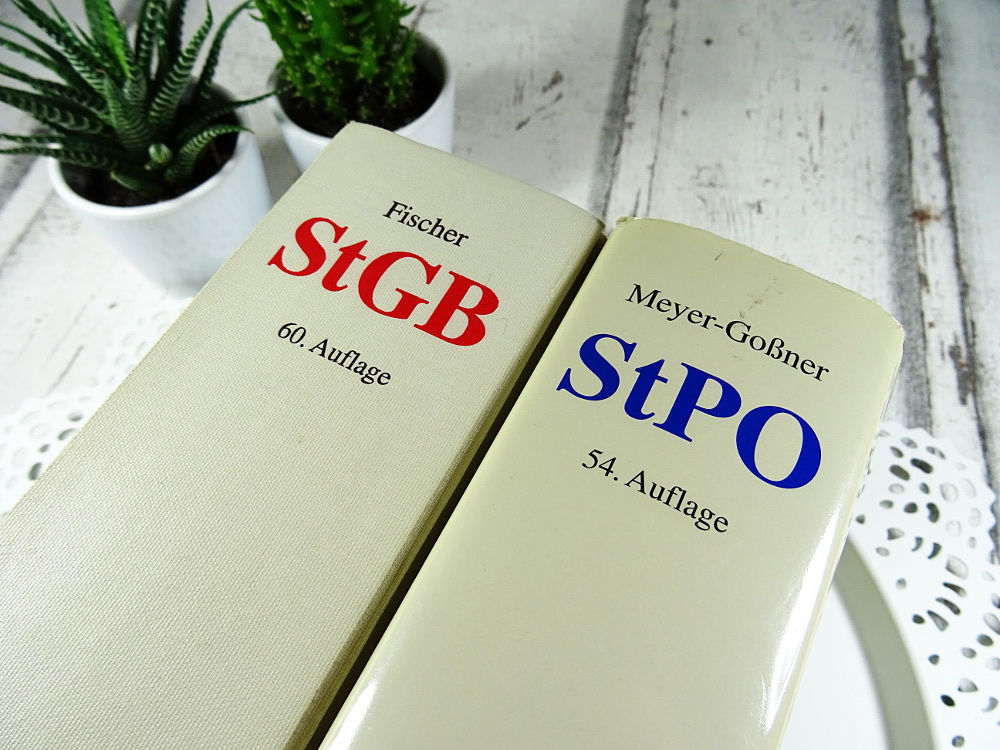 Fischer
StGB
60. Auflage
Meyer-Goßner
StPO
54. Auflage